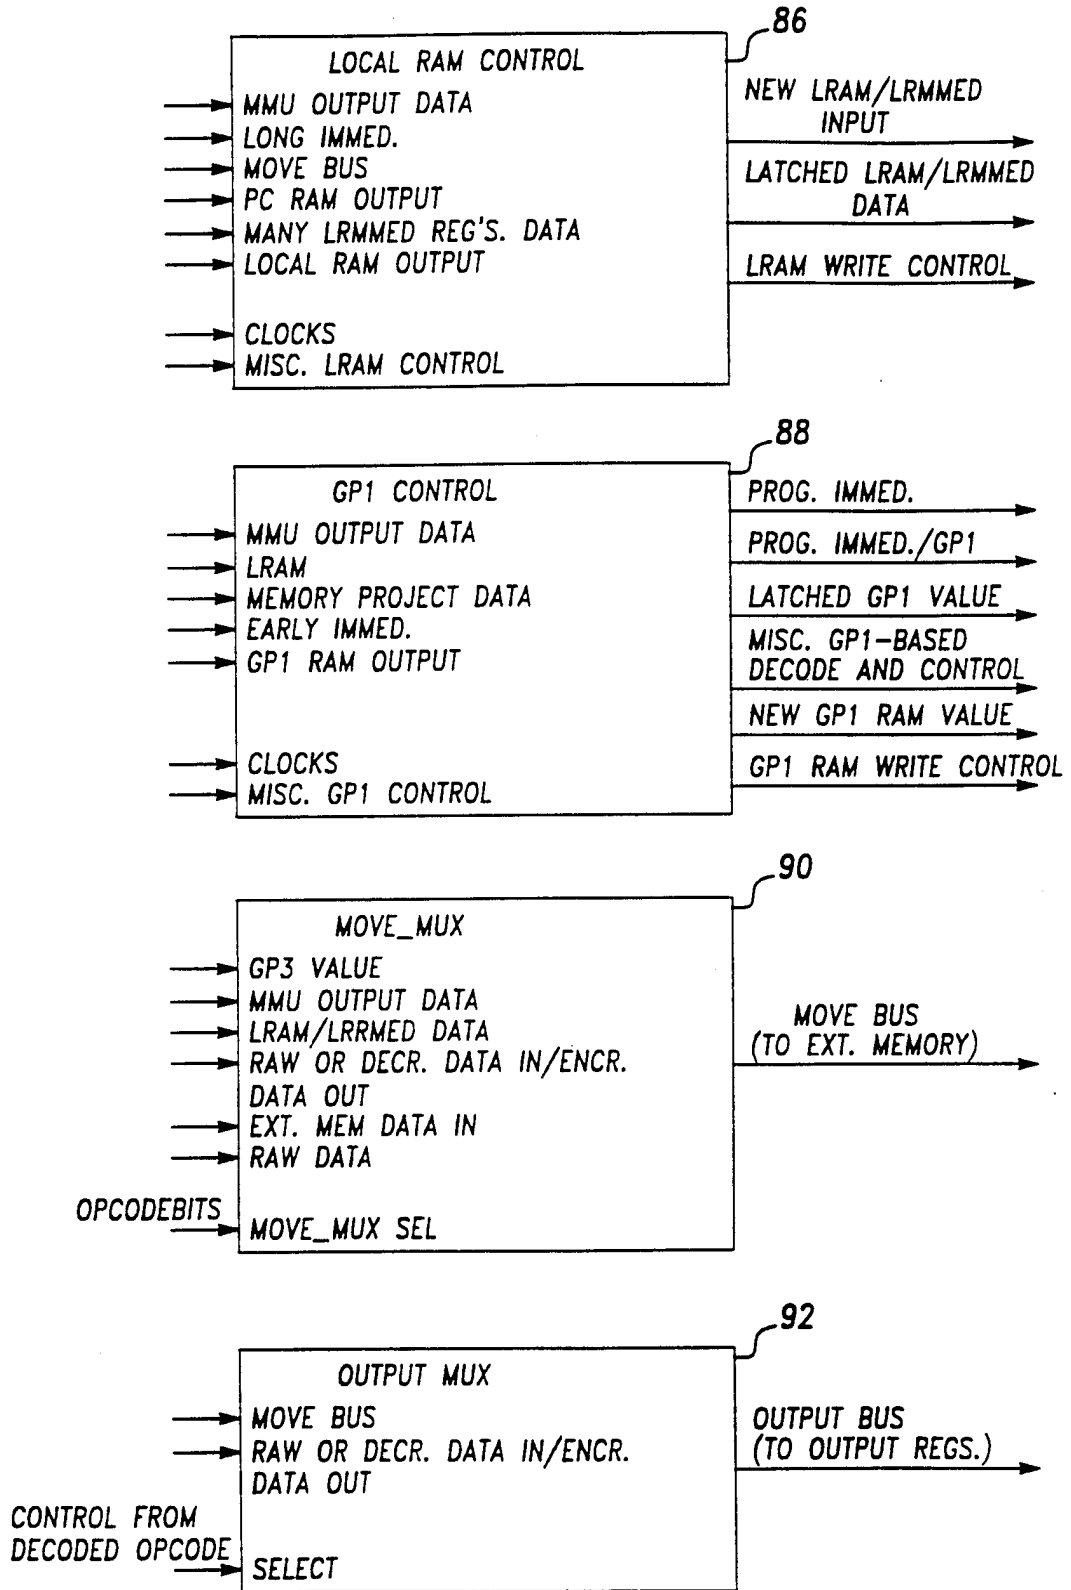 86
LOCAL RAM CONTROL
MMU OUTPUT DATA
LONG IMMED.
MOVE BUS
PC RAM OUTPUT
MANY LRMMED REG'S. DATA
LOCAL RAM OUTPUT
CLOCKS
MISC. LRAM CONTROL
NEW LRAM/LRMMED
INPUT
LATCHED LRAM/LRMMED
DATA
LRAM WRITE CONTROL
88
GP1 CONTROL
MMU OUTPUT DATA
LRAM
MEMORY PROJECT DATA
EARLY IMMED.
GP1 RAM OUTPUT
CLOCKS
MISC. GP1 CONTROL
PROG. IMMED.
PROG. IMMED./GP1
LATCHED GP1 VALUE
MISC. GP1-BASED
DECODE AND CONTROL
NEW GP1 RAM VALUE
GP1 RAM WRITE CONTROL
90
MOVE_MUX
GP3 VALUE
MMU OUTPUT DATA
LRAM/LRRMED DATA
RAW OR DECR. DATA IN/ENCR.
DATA OUT
EXT. MEM DATA IN
RAW DATA
OPCODEBITS
MOVE_MUX SEL
MOVE BUS
(TO EXT. MEMORY)
92
OUTPUT MUX
MOVE BUS
RAW OR DECR. DATA IN/ENCR.
DATA OUT
CONTROL FROM
DECODED OPCODE
SELECT
OUTPUT BUS
(TO OUTPUT REGS.)